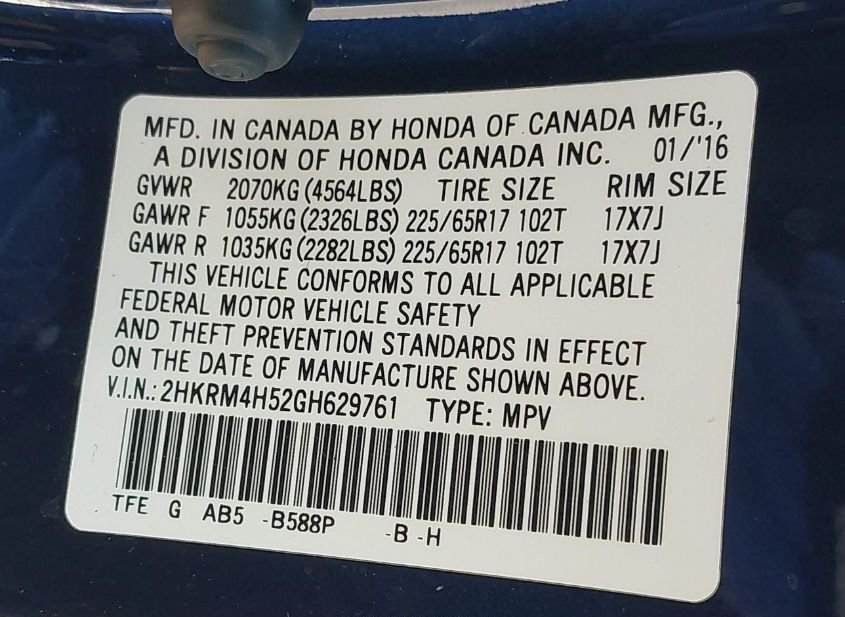 MFD. IN CANADA BY HONDA OF CANADA MFG.,
A DIVISION OF HONDA CANADA INC. 01/'16
GVWR 2070KG (4564LBS) TIRE SIZE RIM SIZE
GAWR F 1055KG (2326LBS) 225/65R17 102T 17X7J
GAWR R 1035KG (2282LBS) 225/65R17 102T 17X7J
THIS VEHICLE CONFORMS TO ALL APPLICABLE
FEDERAL MOTOR VEHICLE SAFETY
AND THEFT PREVENTION STANDARDS IN EFFECT
ON THE DATE OF MANUFACTURE SHOWN ABOVE.
V.I.N.: 2HKRM4H52GH629761 TYPE: MPV
TFE G AB5 -B588P -B -H